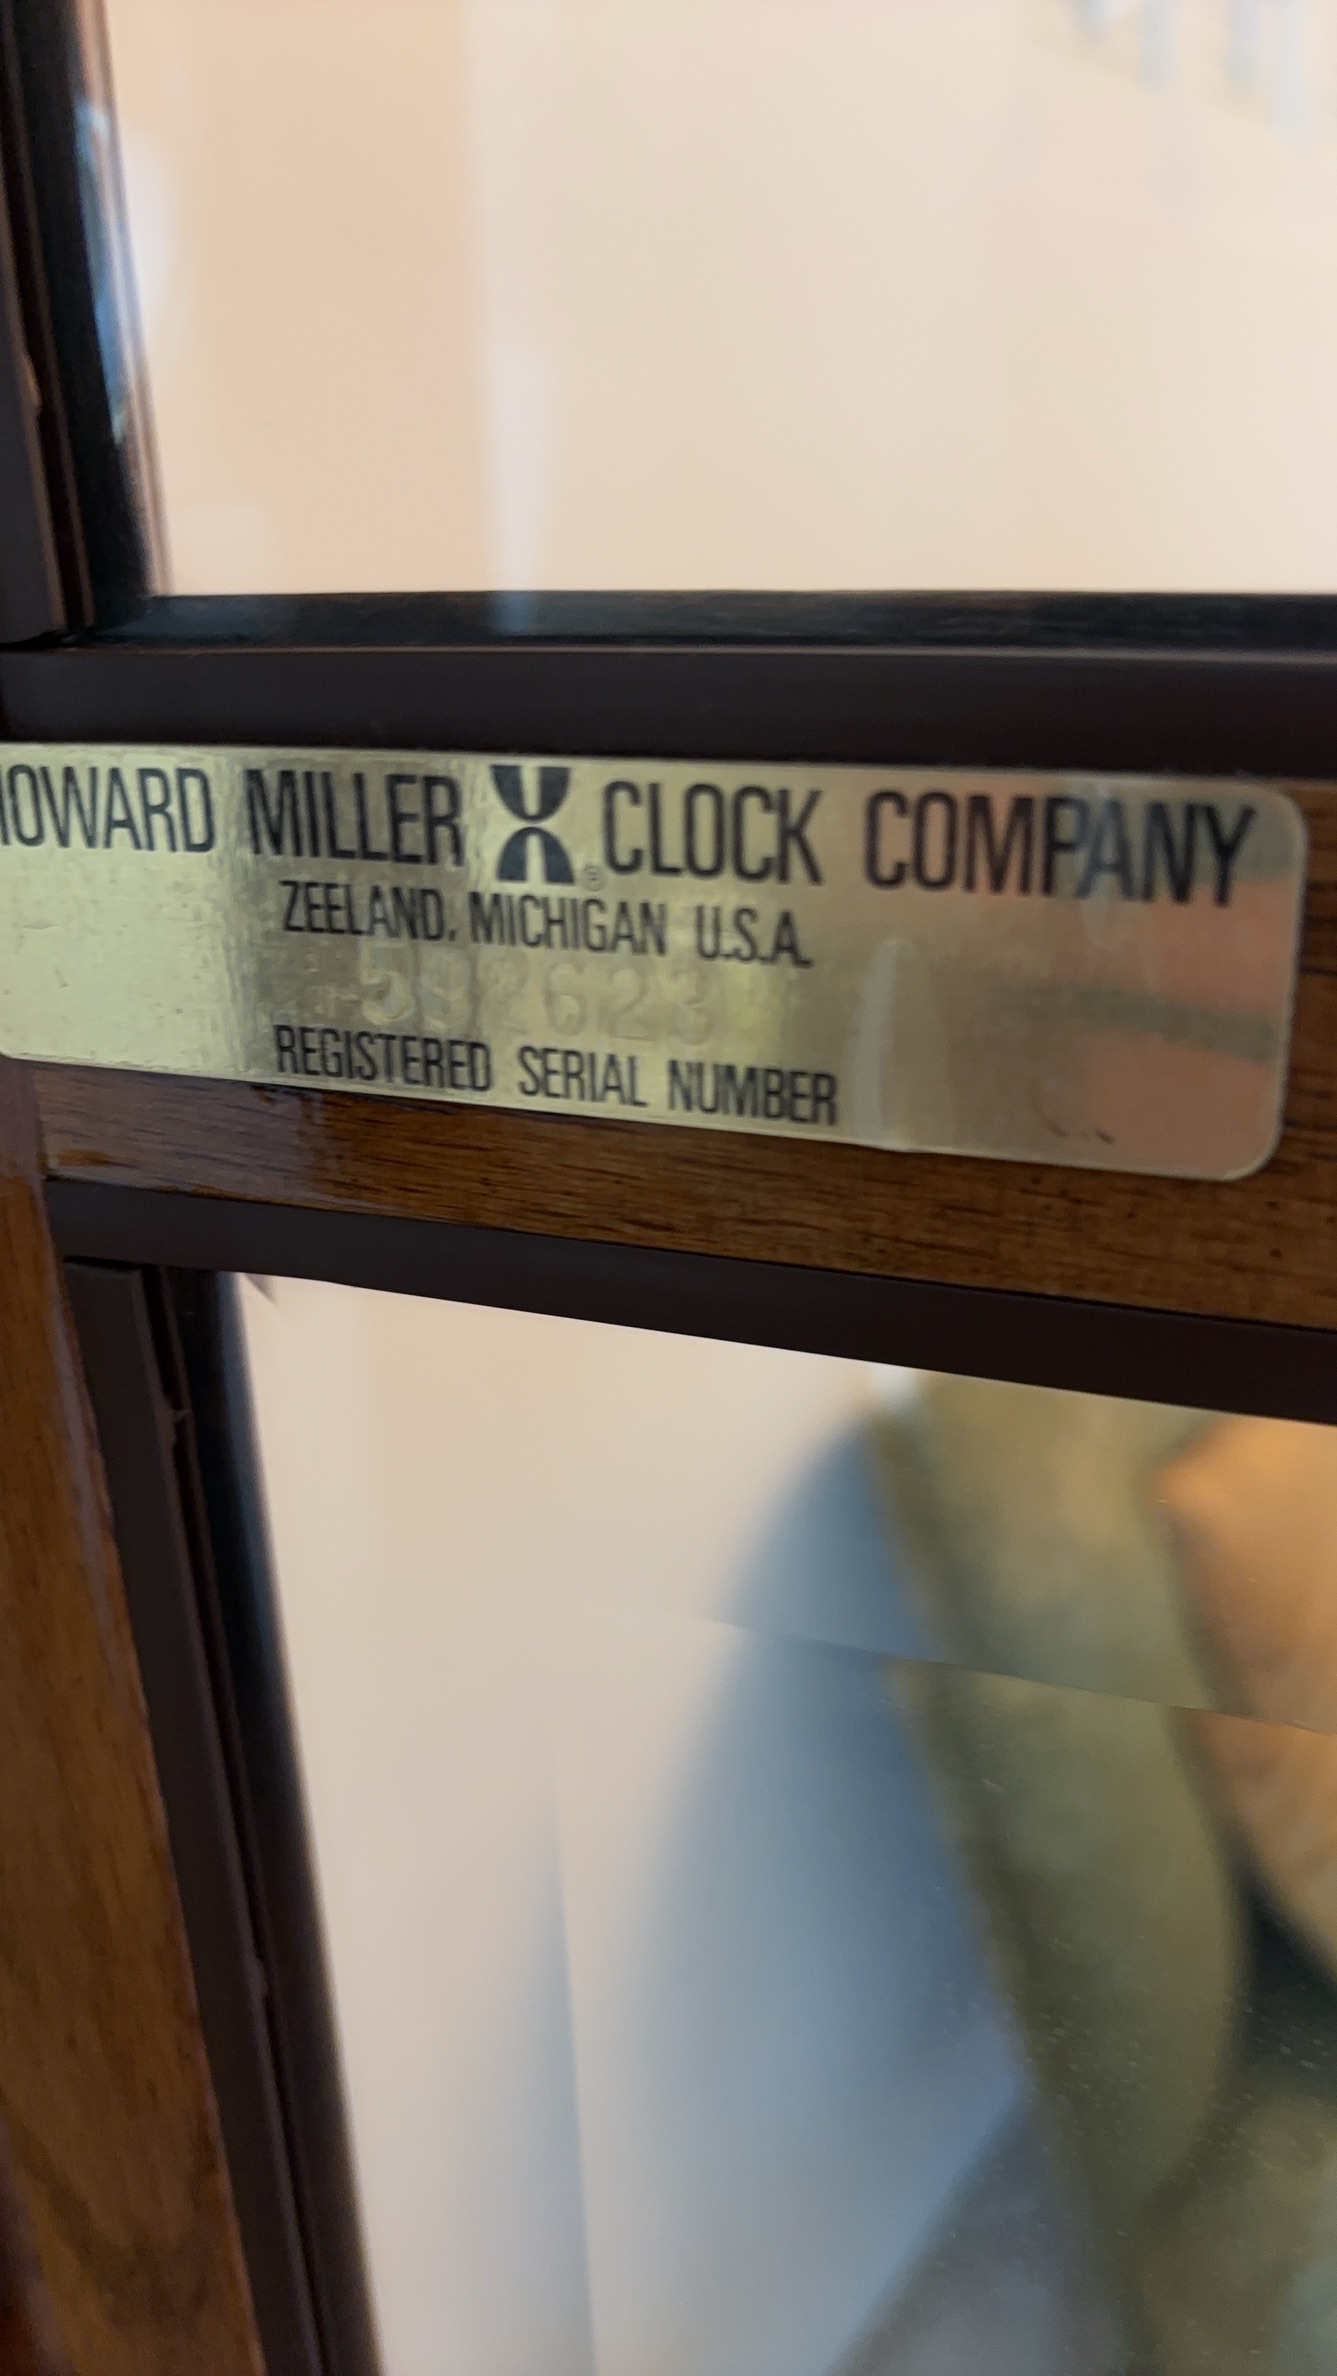 HOWARD MILLER ® CLOCK COMPANY
ZEELAND, MICHIGAN U.S.A.
REGISTERED SERIAL NUMBER